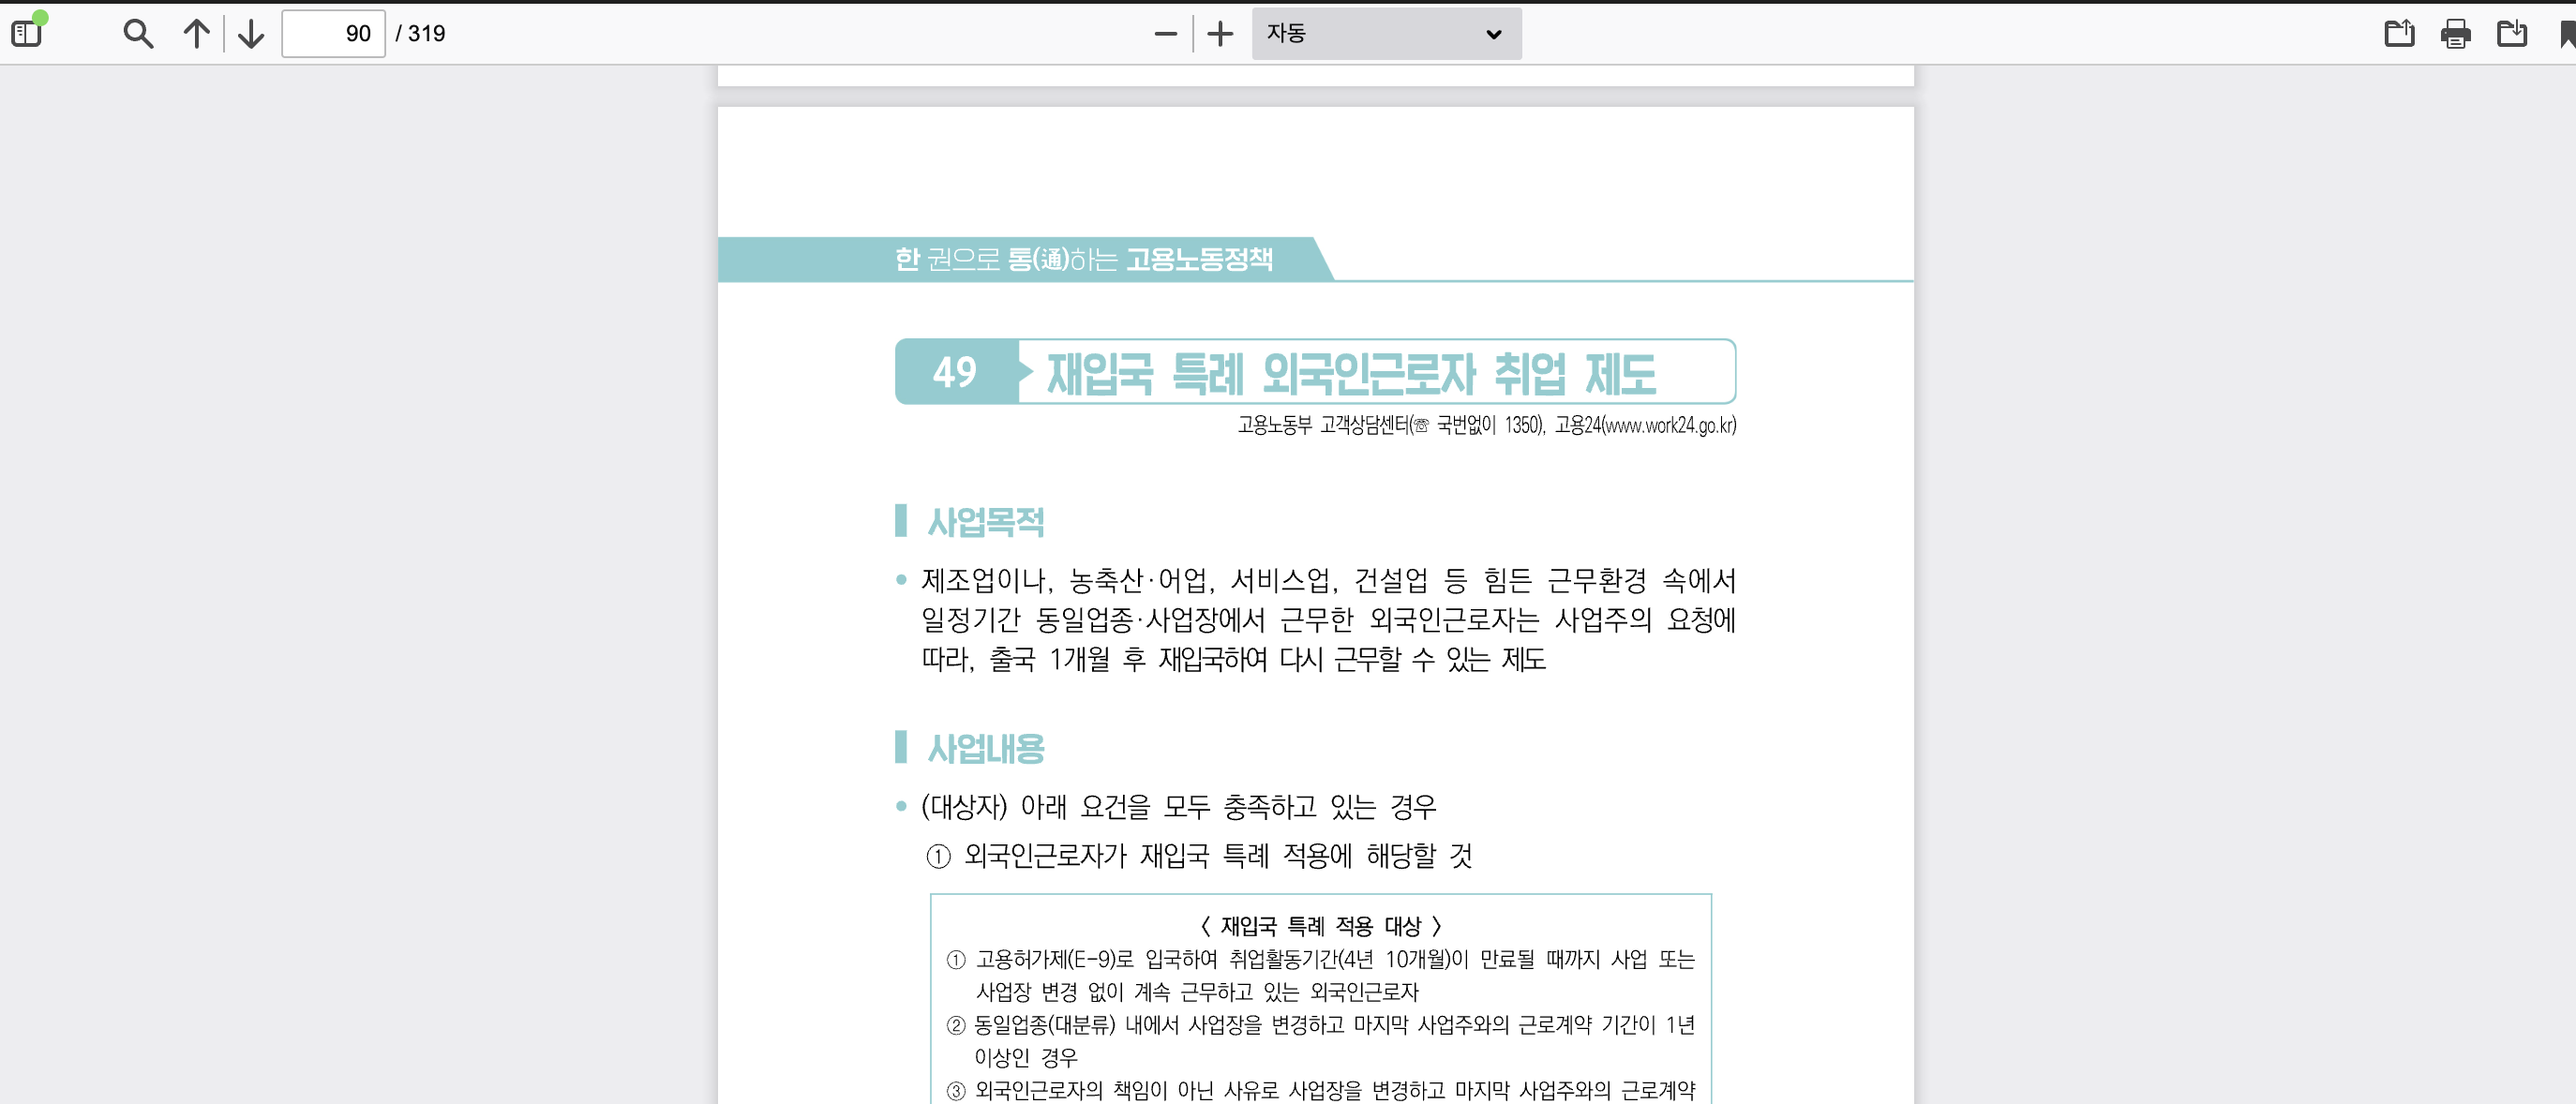 90 / 319
자동
한 권으로 통(通)하는 고용노동정책
49 재입국 특례 외국인근로자 취업 제도
고용노동부 고객상담센터(☏ 국번없이 1350), 고용24(www.work24.go.kr)
사업목적
• 제조업이나, 농축산·어업, 서비스업, 건설업 등 힘든 근무환경 속에서
일정기간 동일업종·사업장에서 근무한 외국인근로자는 사업주의 요청에
따라, 출국 1개월 후 재입국하여 다시 근무할 수 있는 제도
사업내용
• (대상자) 아래 요건을 모두 충족하고 있는 경우
① 외국인근로자가 재입국 특례 적용에 해당할 것
〈 재입국 특례 적용 대상 〉
① 고용허가제(E-9)로 입국하여 취업활동기간(4년 10개월)이 만료될 때까지 사업 또는
사업장 변경 없이 계속 근무하고 있는 외국인근로자
② 동일업종(대분류) 내에서 사업장을 변경하고 마지막 사업주와의 근로계약 기간이 1년
이상인 경우
③ 외국인근로자의 책임이 아닌 사유로 사업장을 변경하고 마지막 사업주와의 근로계약